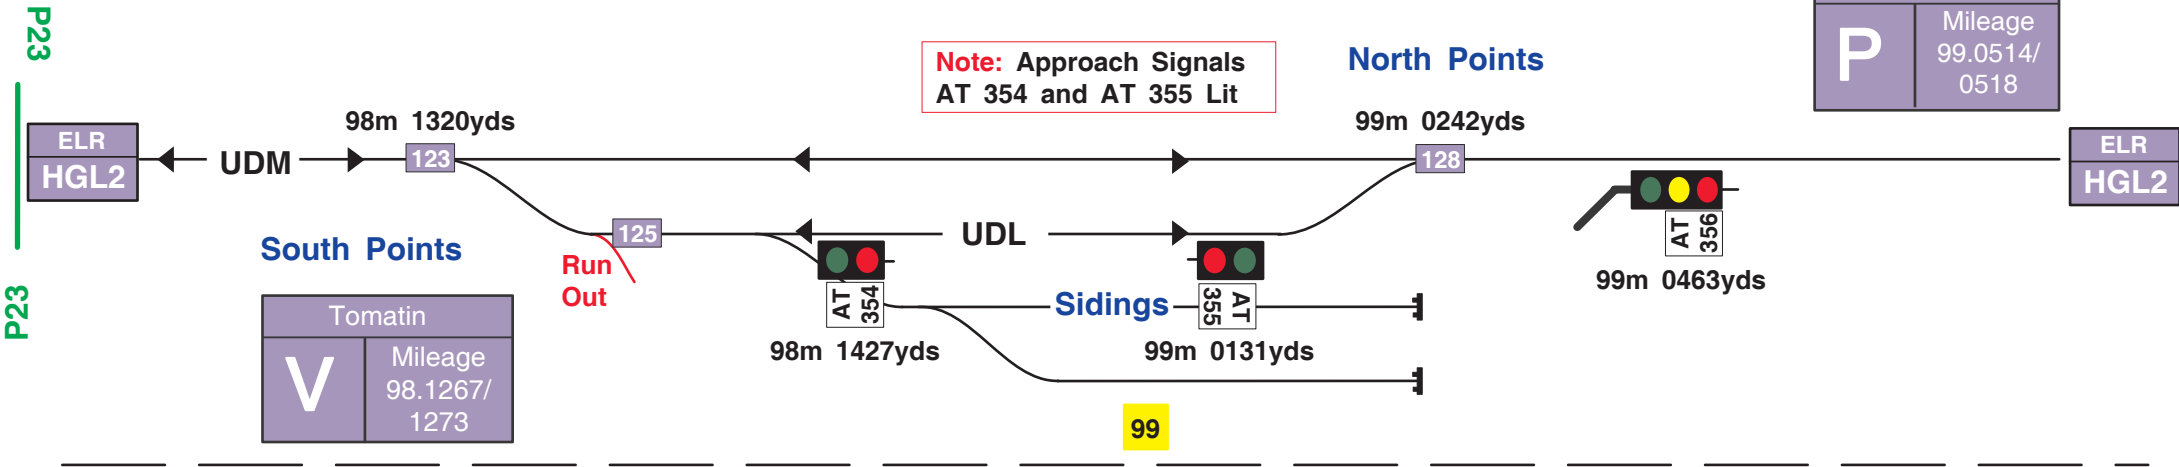 P23
P23
ELR
HGL2
UDM
98m 1320yds
123
South Points
Tomatin
V
Mileage
98.1267/
1273
Run
Out
125
Note: Approach Signals
AT 354 and AT 355 Lit
UDL
AT
354
98m 1427yds
Sidings
AT
355
99m 0131yds
99
North Points
99m 0242yds
128
AT
356
99m 0463yds
P
Mileage
99.0514/
0518
ELR
HGL2